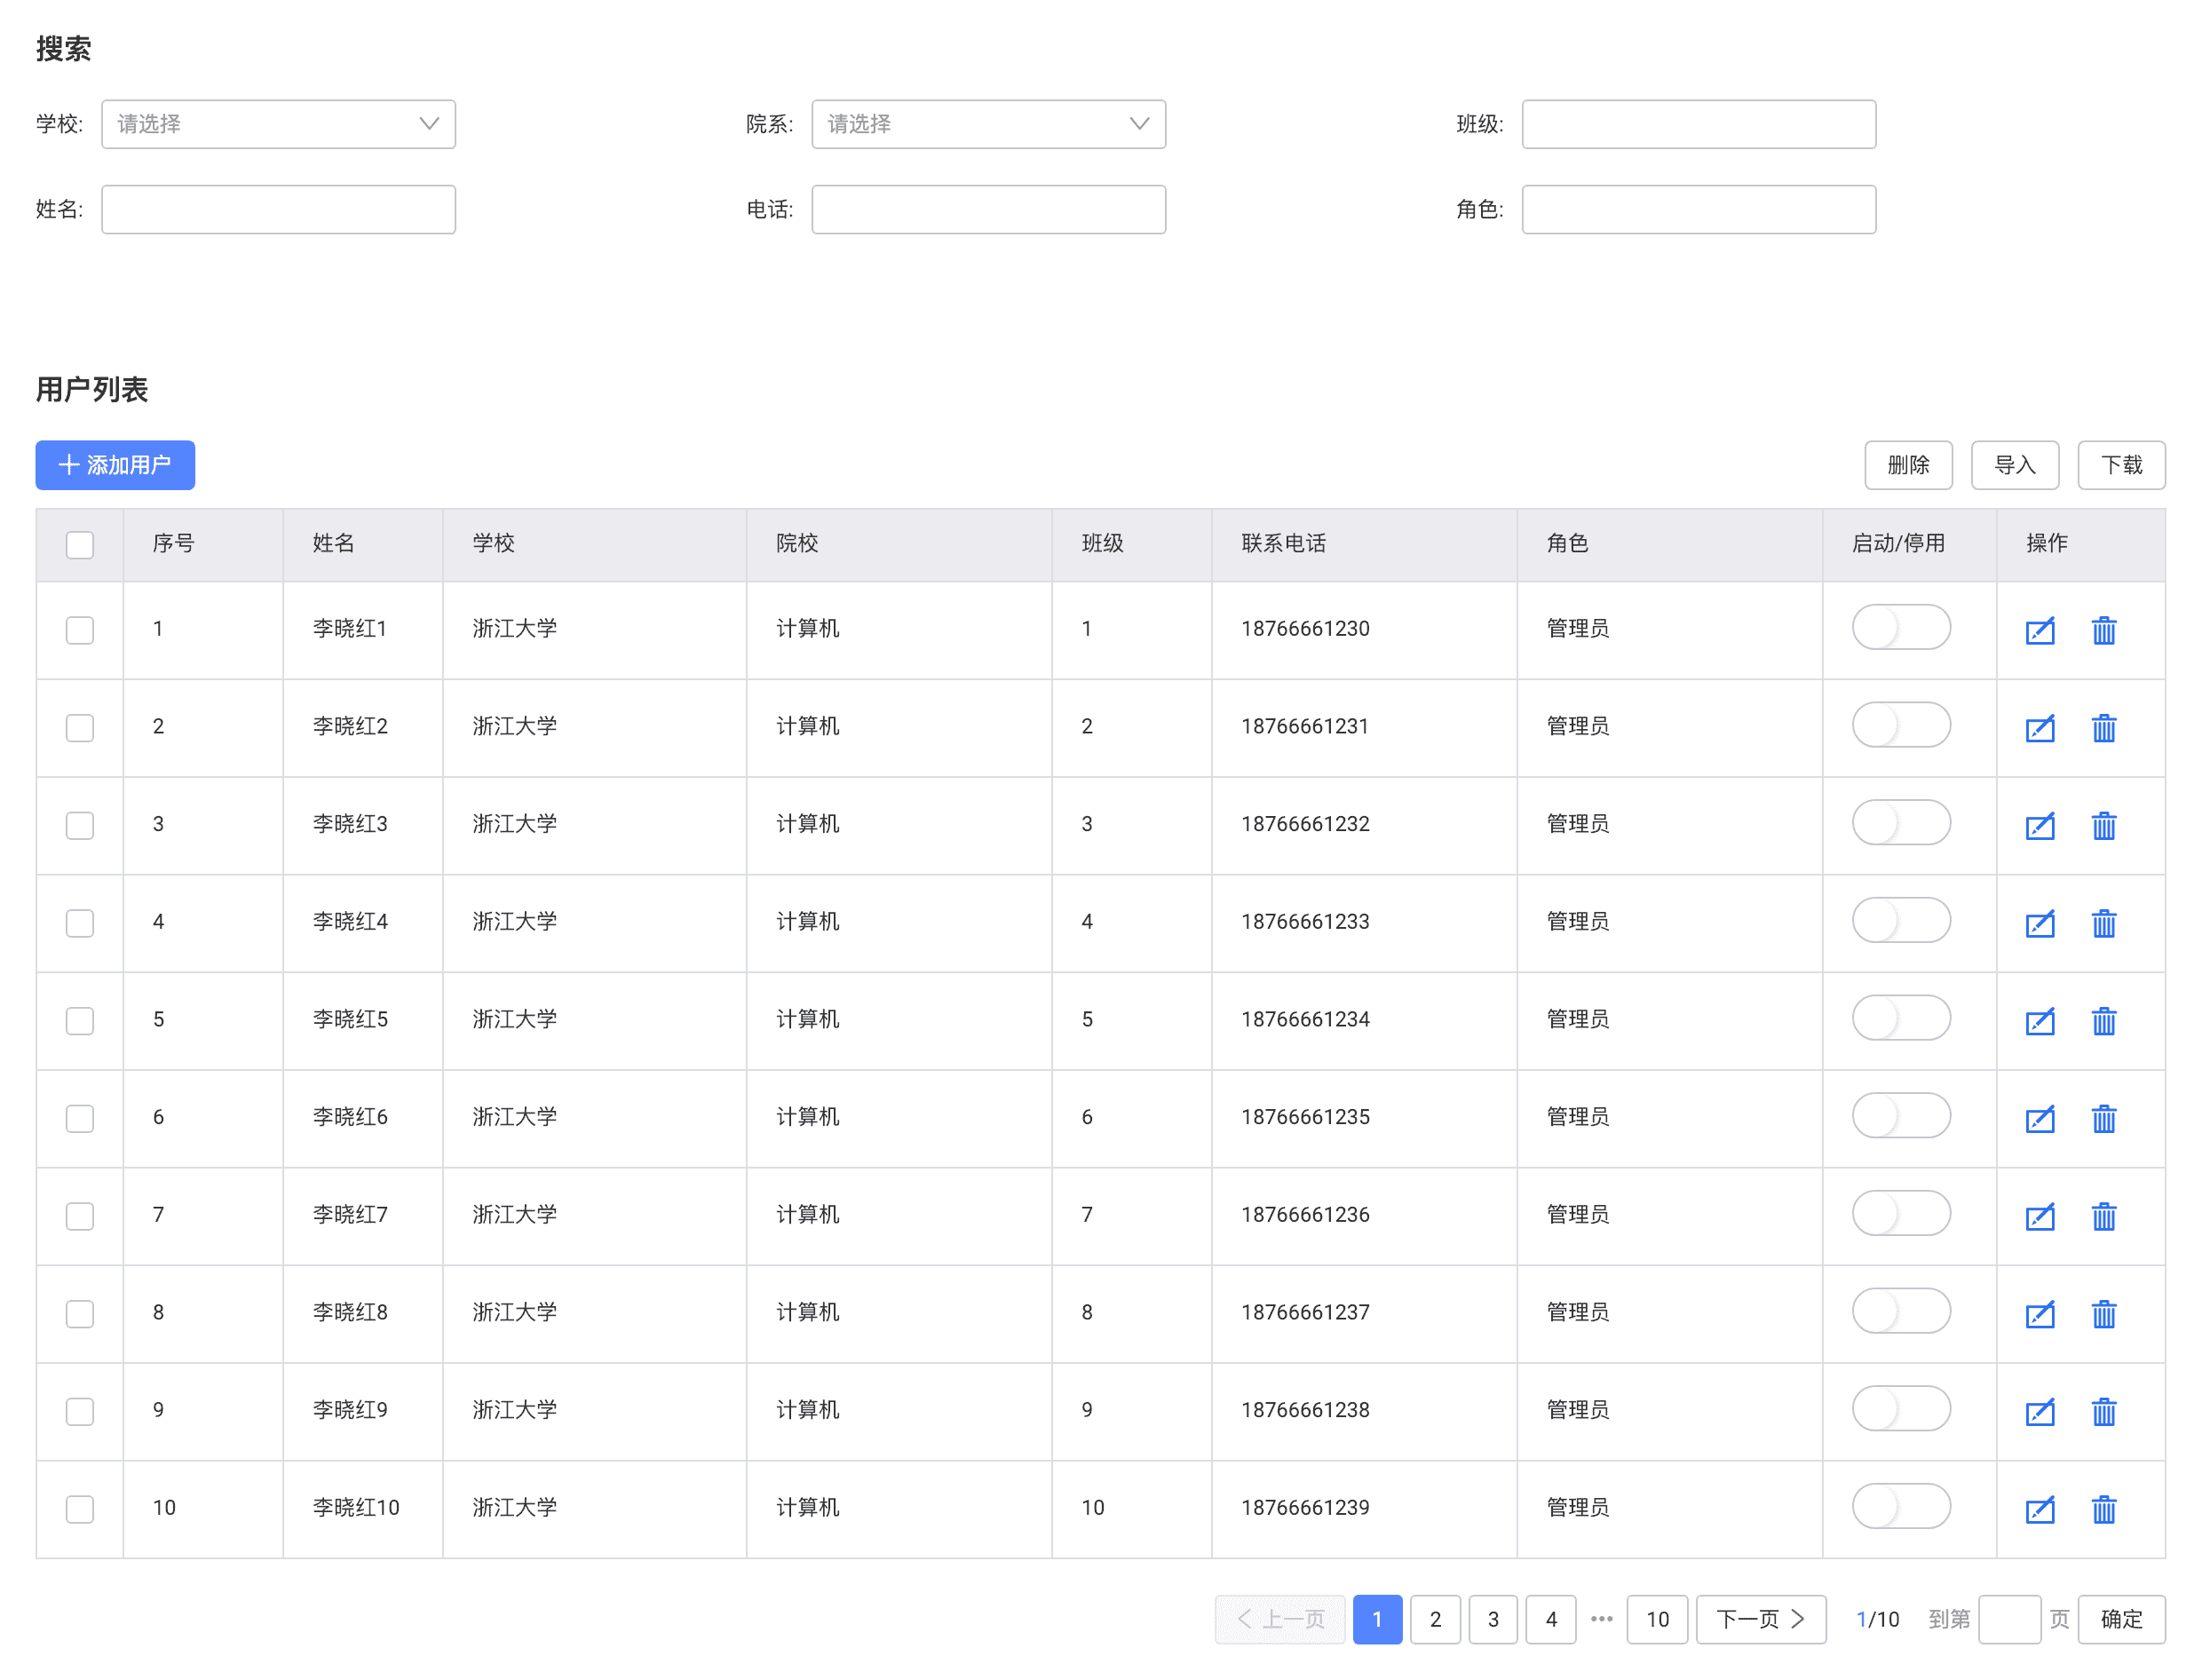 搜索
学校: 请选择 院系: 请选择 班级:
姓名: 电话: 角色:
用户列表
添加用户 删除 导入 下载
序号 姓名 学校 院校 班级 联系电话 角色 启动/停用 操作
1 李晓红1 浙江大学 计算机 1 18766661230 管理员
2 李晓红2 浙江大学 计算机 2 18766661231 管理员
3 李晓红3 浙江大学 计算机 3 18766661232 管理员
4 李晓红4 浙江大学 计算机 4 18766661233 管理员
5 李晓红5 浙江大学 计算机 5 18766661234 管理员
6 李晓红6 浙江大学 计算机 6 18766661235 管理员
7 李晓红7 浙江大学 计算机 7 18766661236 管理员
8 李晓红8 浙江大学 计算机 8 18766661237 管理员
9 李晓红9 浙江大学 计算机 9 18766661238 管理员
10 李晓红10 浙江大学 计算机 10 18766661239 管理员
上一页 1 2 3 4 ••• 10 下一页 1/10 到第 页 确定